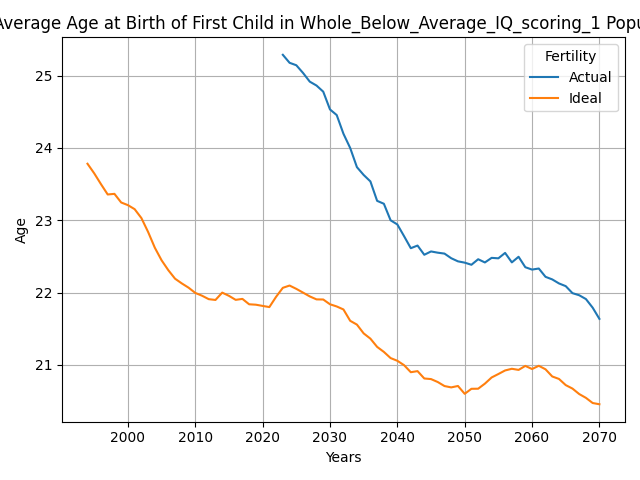 Average Age at Birth of First Child in Whole_Below_Average_IQ_scoring_1 Popu
Fertility
Actual
Ideal
25
24
23
22
21
Age
2000
2010
2020
2030
2040
2050
2060
2070
Years